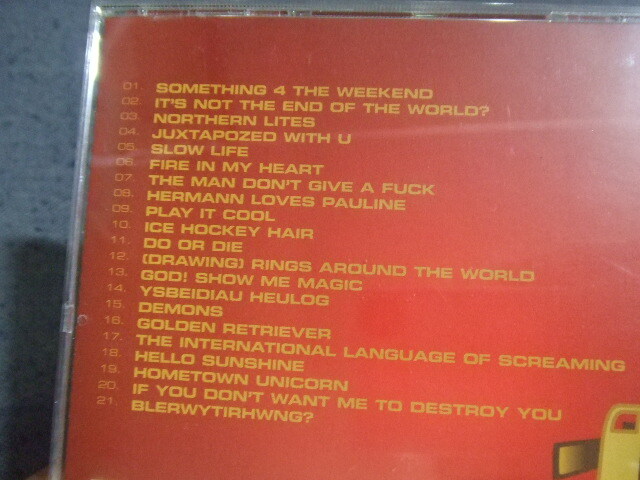 01. SOMETHING 4 THE WEEKEND
02. IT'S NOT THE END OF THE WORLD?
03. NORTHERN LITES
04. JUXTAPOZED WITH U
05. SLOW LIFE
06. FIRE IN MY HEART
07. THE MAN DON'T GIVE A FUCK
08. HERMANN LOVES PAULINE
09. PLAY IT COOL
10. ICE HOCKEY HAIR
11. DO OR DIE
12. (DRAWING) RINGS AROUND THE WORLD
13. GOD! SHOW ME MAGIC
14. YSBEIDIAU HEULOG
15. DEMONS
16. GOLDEN RETRIEVER
17. THE INTERNATIONAL LANGUAGE OF SCREAMING
18. HELLO SUNSHINE
19. HOMETOWN UNICORN
20. IF YOU DON'T WANT ME TO DESTROY YOU
21. BLERWYTIRHWNG?